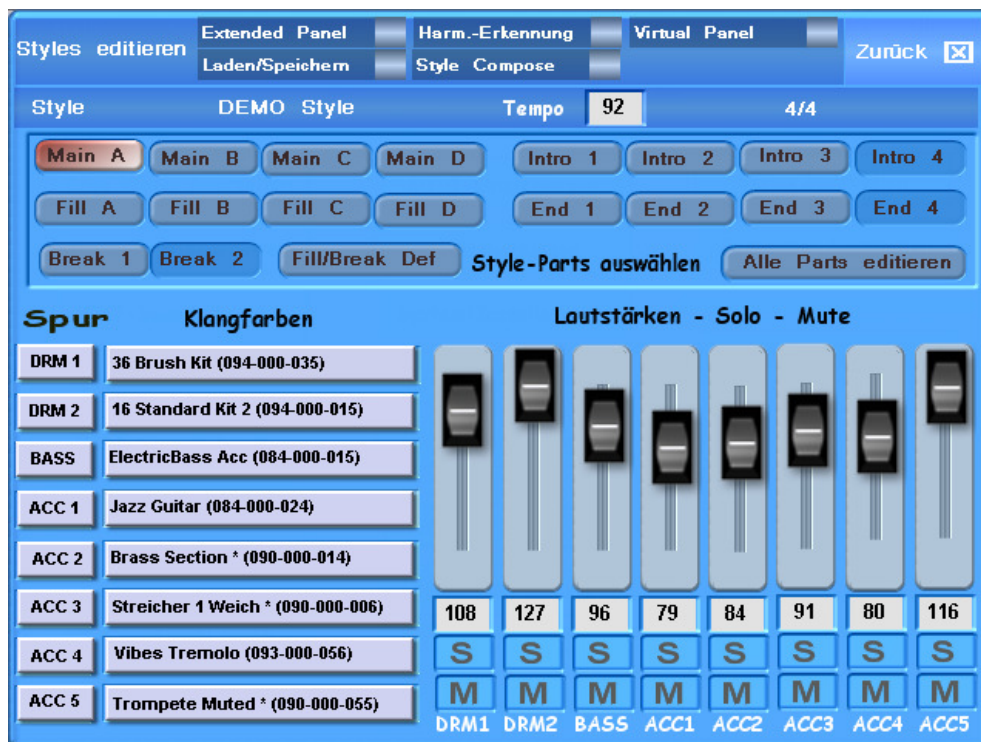 Styles editieren
Extended Panel
Harm.-Erkennung
Virtual Panel
Laden/Speichern
Style Compose
Zurück
Style DEMO Style Tempo 92 4/4
Main A Main B Main C Main D Intro 1 Intro 2 Intro 3 Intro 4
Fill A Fill B Fill C Fill D End 1 End 2 End 3 End 4
Break 1 Break 2 Fill/Break Def Style-Parts auswählen Alle Parts editieren
Spur Klangfarben Lautstärken - Solo - Mute
DRM 1 36 Brush Kit (094-000-035)
DRM 2 16 Standard Kit 2 (094-000-015)
BASS ElectricBass Acc (084-000-015)
ACC 1 Jazz Guitar (084-000-024)
ACC 2 Brass Section * (090-000-014)
ACC 3 Streicher 1 Weich * (090-000-006)
ACC 4 Vibes Tremolo (093-000-056)
ACC 5 Trompete Muted * (090-000-055)
108 127 96 79 84 91 80 116
S S S S S S S S
M M M M M M M M
DRM1 DRM2 BASS ACC1 ACC2 ACC3 ACC4 ACC5